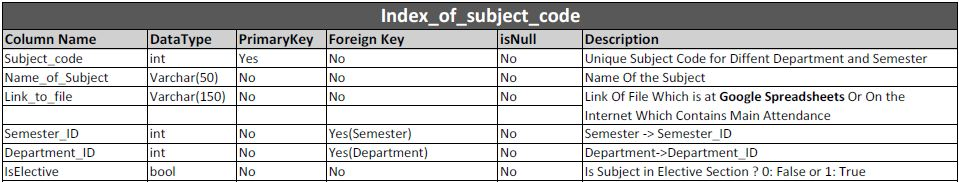 Index_of_subject_code
Column Name DataType PrimaryKey Foreign Key isNull Description
Subject_code int Yes No No Unique Subject Code for Diffent Department and Semester
Name_of_Subject Varchar(50) No No No Name Of the Subject
Link_to_file Varchar(150) No No No Link Of File Which is at Google Spreadsheets Or On the
Internet Which Contains Main Attendance
Semester_ID int No Yes(Semester) No Semester -> Semester_ID
Department_ID int No Yes(Department) No Department->Department_ID
IsElective bool No No No Is Subject in Elective Section ? 0: False or 1: True